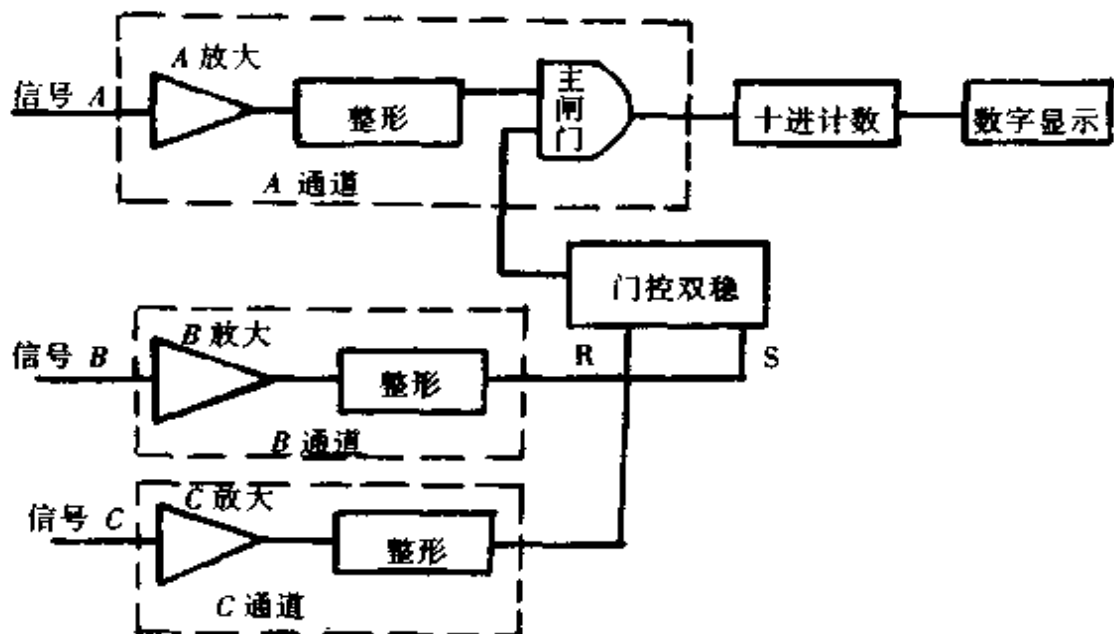 A 放大
信号 A
整形
主闸门
十进计数
数字显示
A 通道
门控双稳
B 放大
信号 B
整形
R
S
B 通道
C 放大
信号 C
整形
C 通道